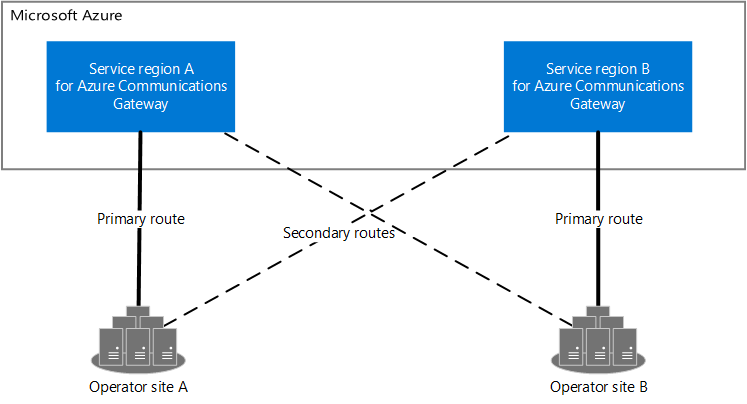 Microsoft Azure
Service region A
for Azure Communications
Gateway
Service region B
for Azure Communications
Gateway
Primary route
Primary route
Secondary routes
Operator site A
Operator site B